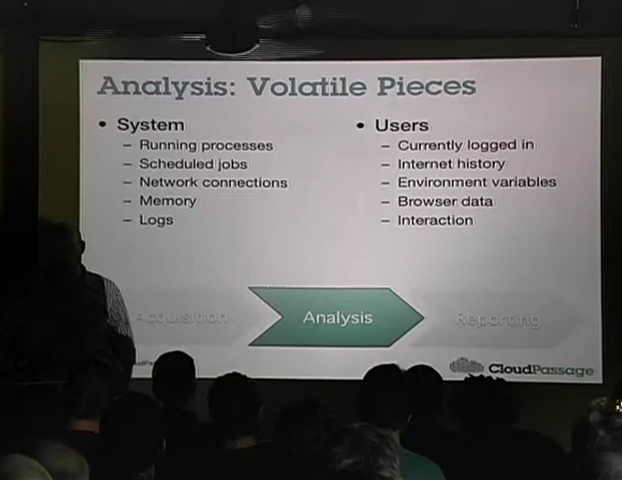 Analysis: Volatile Pieces
• System
– Running processes
– Scheduled jobs
– Network connections
– Memory
– Logs
• Users
– Currently logged in
– Internet history
– Environment variables
– Browser data
– Interaction
Acquisition
Analysis
Reporting
CloudPassage